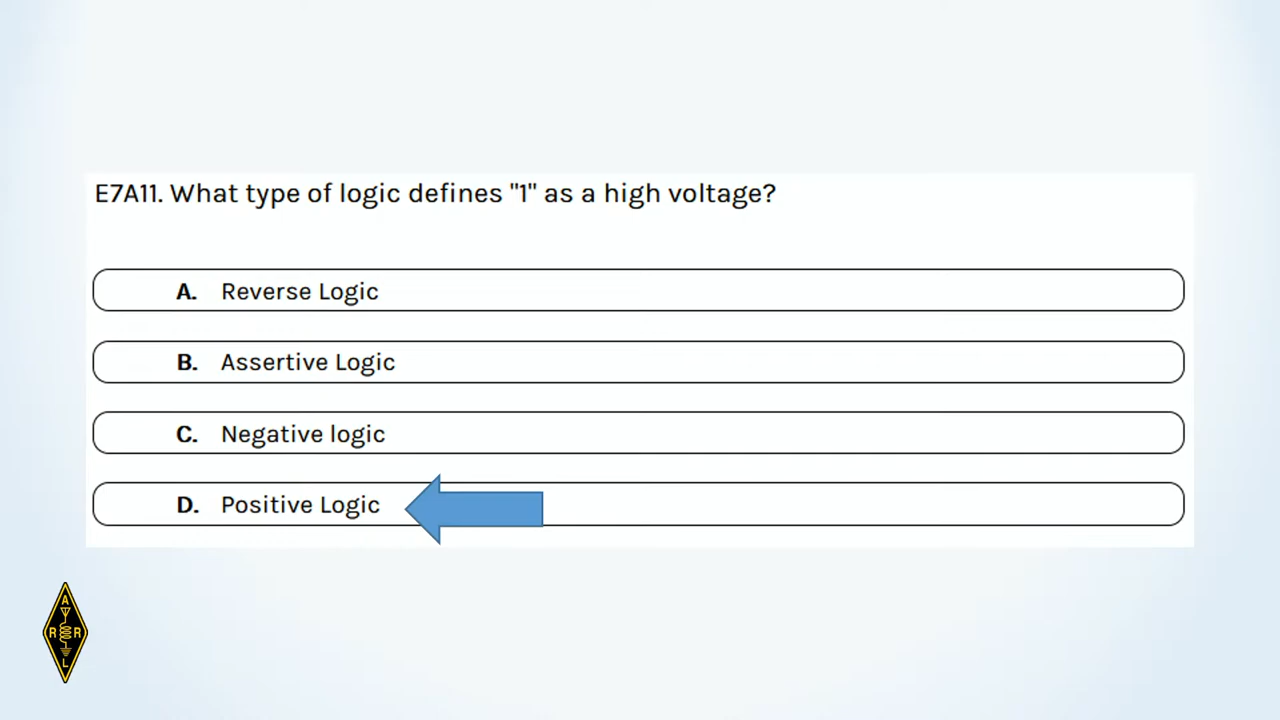 E7A11. What type of logic defines "1" as a high voltage?
A. Reverse Logic
B. Assertive Logic
C. Negative logic
D. Positive Logic
A
R R
L